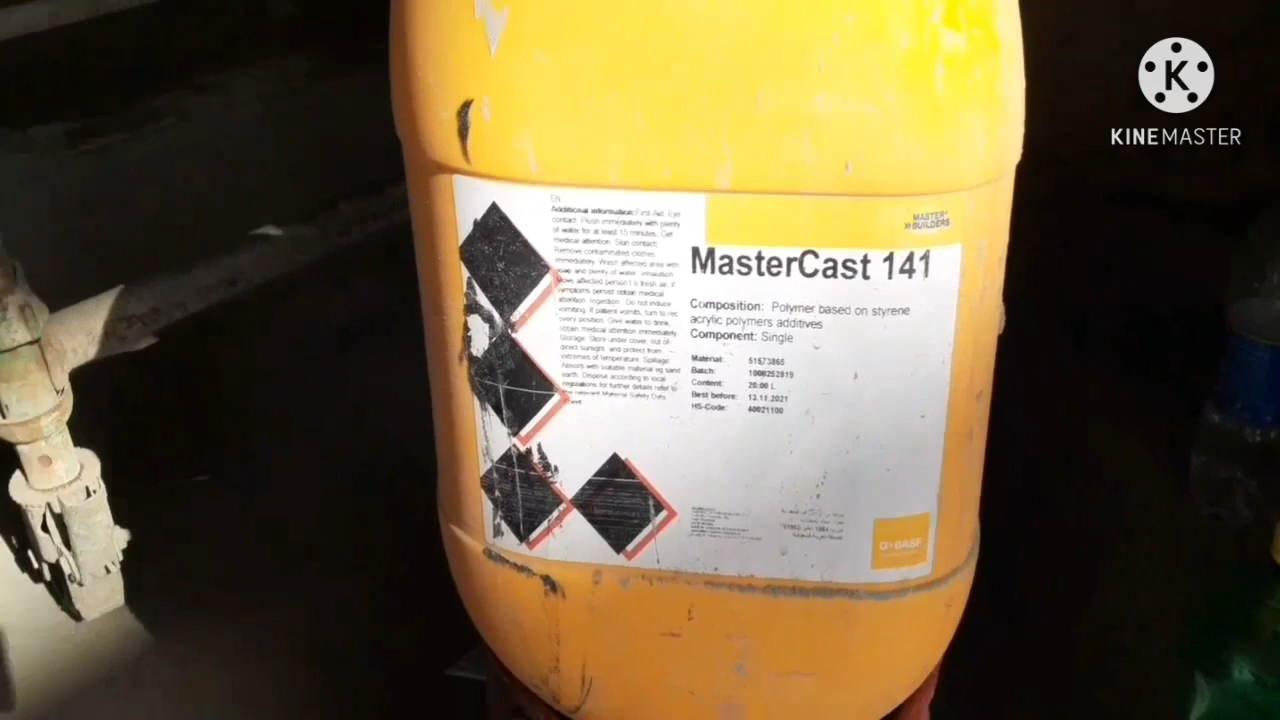 KINEMASTER
EN
Additional information: First Aid: Eye
contact: Flush immediately with plenty
of water for at least 15 minutes. Get
medical attention. Skin contact:
Remove contaminated clothes
immediately. Wash affected area with
soap and plenty of water. Inhalation:
Move affected person to fresh air, if
symptoms persist obtain medical
attention. Ingestion: Do not induce
vomiting. If patient vomits, turn to rec
overy position. Give water to drink,
obtain medical attention immediately.
Storage: Store under cover, out of
direct sunlight and protect from
extremes of temperature. Spillage:
Absorb with suitable material eg sand
earth. Dispose according to local
regulations for further details refer to
the relevant Material Safety Data
MASTER
BUILDERS
MasterCast 141
Composition: Polymer based on styrene
acrylic polymers additives
Component: Single
Material: 51573865
Batch: 1000252819
Content: 20.00 L
Best before: 13.11.2021
HS-Code: 40021100
BASF